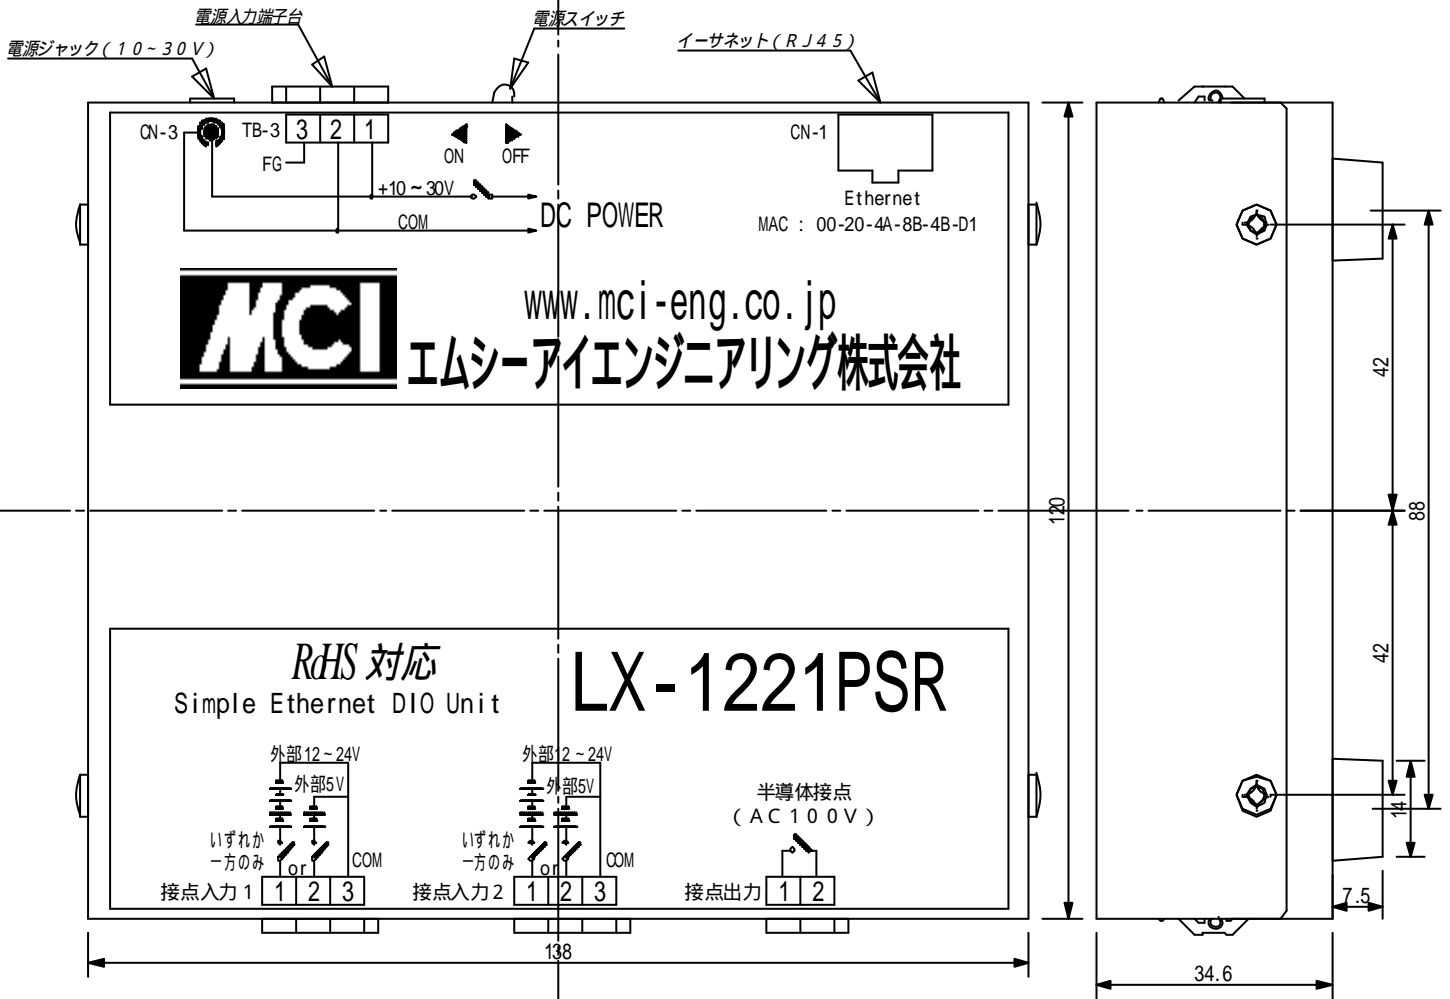 電源入力端子台
電源スイッチ
電源ジャック(10~30V)
イーサネット(RJ45)
CN-3
TB-3
3 2 1
FG
ON
OFF
CN-1
+10~30V
COM
DC POWER
Ethernet
MAC : 00-20-4A-8B-4B-D1
MCI
www.mci-eng.co.jp
エムシーアイエンジニアリング株式会社
42
120
88
42
RoHS 対応
Simple Ethernet DIO Unit
LX-1221PSR
外部12~24V
外部5V
いずれか
一方のみ
or
COM
接点入力1
1 2 3
外部12~24V
外部5V
いずれか
一方のみ
or
COM
接点入力2
1 2 3
半導体接点
(AC100V)
接点出力
1 2
14
7.5
138
34.6